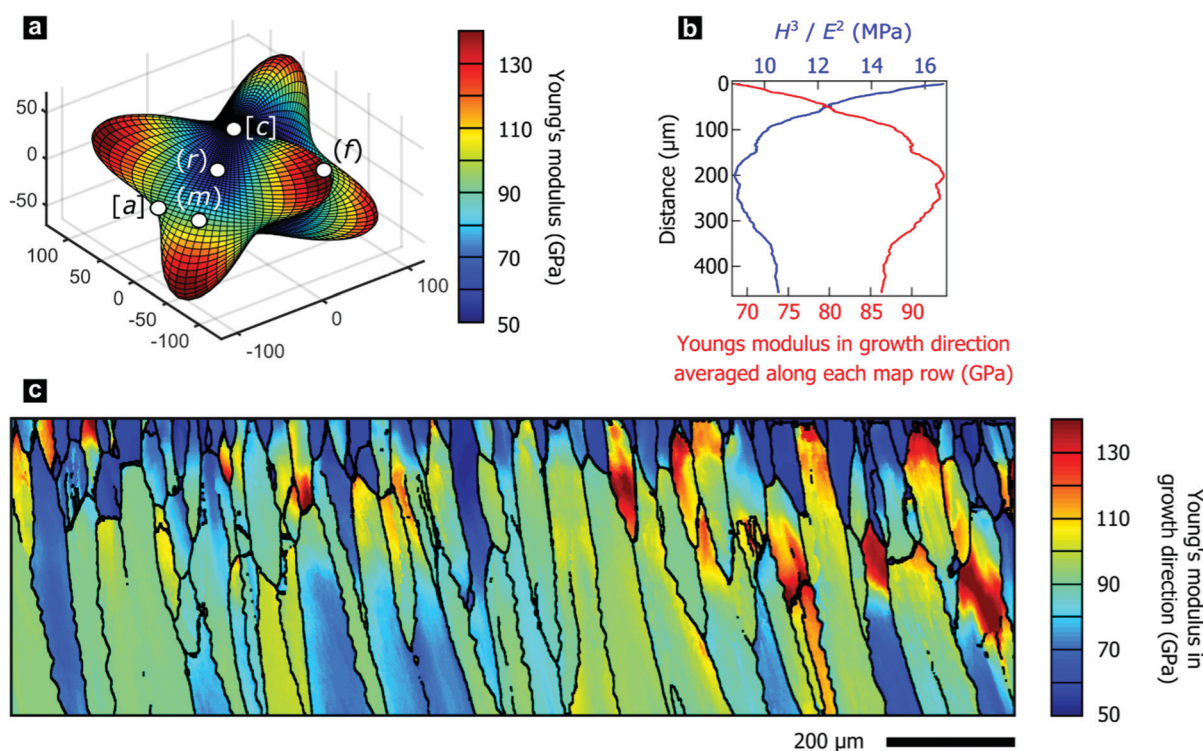 a
50
0
-50
100
50
0
-50
-100
-100
0
100
[c]
(r)
(f)
(m)
[a]
130
110
90
70
50
Young's modulus (GPa)
b
H³ / E² (MPa)
10 12 14 16
0
100
200
300
400
Distance (µm)
70 75 80 85 90
Youngs modulus in growth direction
averaged along each map row (GPa)
c
130
110
90
70
50
Young's modulus in
growth direction (GPa)
200 µm